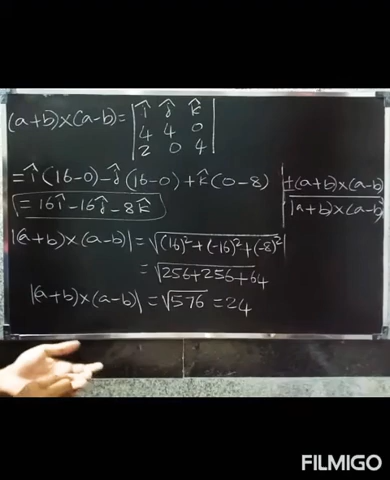 (a+b)×(a-b)= | î ĵ k̂ |
| 4 4 0 |
| 2 0 4 |
= î(16-0)-ĵ(16-0)+k̂(0-8)
= 16î-16ĵ-8k̂
±(a+b)×(a-b)
|(a+b)×(a-b)|
|(a+b)×(a-b)| = √(16)²+(-16)²+(-8)²
= √256+256+64
|(a+b)×(a-b)| = √576 = 24
FILMIGO